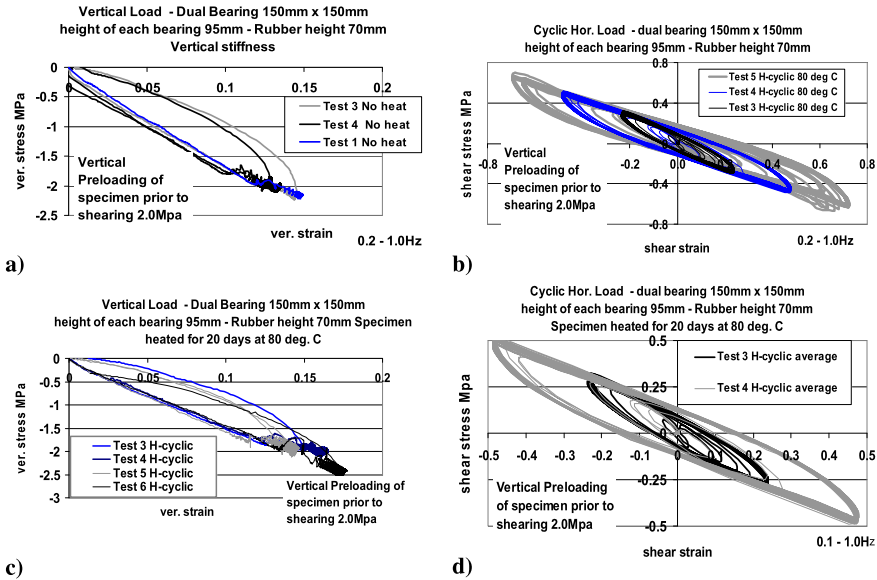 Vertical Load - Dual Bearing 150mm x 150mm
height of each bearing 95mm - Rubber height 70mm
Vertical stiffness
0 0.05 0.1 0.15 0.2
0
-0.5
-1
-1.5
-2
-2.5
ver. stress MPa
Test 3 No heat
Test 4 No heat
Test 1 No heat
Vertical
Preloading of
specimen prior to
shearing 2.0Mpa
ver. strain
0.2 - 1.0Hz
a)
Cyclic Hor. Load - dual bearing 150mm x 150mm
height of each bearing 95mm - Rubber height 70mm
0.8
0.4
0
-0.4
-0.8
-0.8 -0.4 0.0 0.4 0.6 0.8
shear stress MPa
Test 5 H-cyclic 80 deg C
Test 4 H-cyclic 80 deg C
Test 3 H-cyclic 80 deg C
Vertical
Preloading of
specimen prior to
shearing 2.0Mpa
shear strain
0.2 - 1.0Hz
b)
Vertical Load - Dual Bearing 150mm x 150mm
height of each bearing 95mm - Rubber height 70mm Specimen
heated for 20 days at 80 deg. C
0 0.05 0.1 0.15 0.2
0
-0.5
-1
-1.5
-2
-2.5
-3
ver. stress MPa
Test 3 H-cyclic
Test 4 H-cyclic
Test 5 H-cyclic
Test 6 H-cyclic
Vertical Preloading of
specimen prior to
shearing 2.0Mpa
ver. strain
c)
Cyclic Hor. Load - dual bearing 150mm x 150mm
height of each bearing 95mm - Rubber height 70mm
Specimen heated for 20 days at 80 deg. C
0.5
0.25
0
-0.25
-0.5
-0.5 -0.4 -0.3 -0.2 -0.1 0.0 0.1 0.2 0.3 0.4 0.5
shear stress MPa
Test 3 H-cyclic average
Test 4 H-cyclic average
Vertical Preloading
of specimen prior to
shearing 2.0Mpa
shear strain
0.1 - 1.0Hz
d)